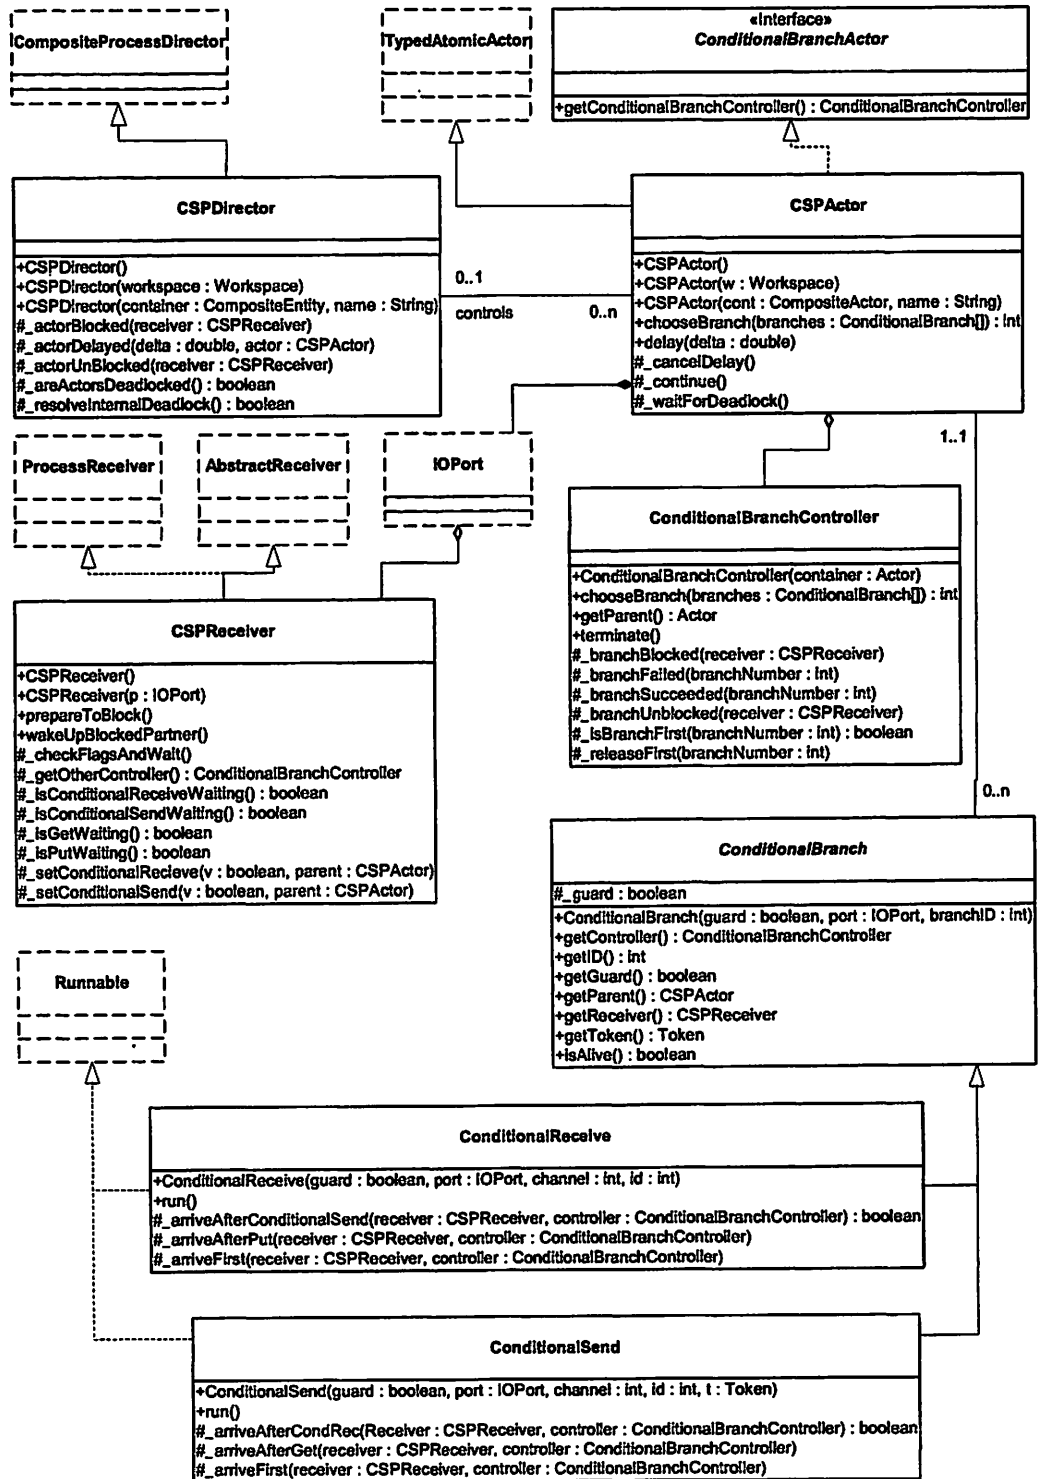 CompositeProcessDirector
TypedAtomicActor
«Interface»
ConditionalBranchActor
+getConditionalBranchController() : ConditionalBranchController
CSPDirector
+CSPDirector()
+CSPDirector(workspace : Workspace)
+CSPDirector(container : CompositeEntity, name : String)
#_actorBlocked(receiver : CSPReceiver)
#_actorDelayed(delta : double, actor : CSPActor)
#_actorUnBlocked(receiver : CSPReceiver)
#_areActorsDeadlocked() : boolean
#_resolveInternalDeadlock() : boolean
0..1
controls
0..n
CSPActor
+CSPActor()
+CSPActor(w : Workspace)
+CSPActor(cont : CompositeActor, name : String)
+chooseBranch(branches : ConditionalBranch[]) : int
+delay(delta : double)
#_cancelDelay()
#_continue()
#_waitForDeadlock()
1..1
ProcessReceiver
AbstractReceiver
IOPort
ConditionalBranchController
+ConditionalBranchController(container : Actor)
+chooseBranch(branches : ConditionalBranch[]) : int
+getParent() : Actor
+terminate()
#_branchBlocked(receiver : CSPReceiver)
#_branchFailed(branchNumber : int)
#_branchSucceeded(branchNumber : int)
#_branchUnblocked(receiver : CSPReceiver)
#_isBranchFirst(branchNumber : int) : boolean
#_releaseFirst(branchNumber : int)
0..n
CSPReceiver
+CSPReceiver()
+CSPReceiver(p : IOPort)
+prepareToBlock()
+wakeUpBlockedPartner()
#_checkFlagsAndWait()
#_getOtherController() : ConditionalBranchController
#_isConditionalReceiveWaiting() : boolean
#_isConditionalSendWaiting() : boolean
#_isGetWaiting() : boolean
#_isPutWaiting() : boolean
#_setConditionalRecieve(v : boolean, parent : CSPActor)
#_setConditionalSend(v : boolean, parent : CSPActor)
ConditionalBranch
#_guard : boolean
+ConditionalBranch(guard : boolean, port : IOPort, branchID : int)
+getController() : ConditionalBranchController
+getID() : int
+getGuard() : boolean
+getParent() : CSPActor
+getReceiver() : CSPReceiver
+getToken() : Token
+isAlive() : boolean
Runnable
ConditionalReceive
+ConditionalReceive(guard : boolean, port : IOPort, channel : int, id : int)
+run()
#_arriveAfterConditionalSend(receiver : CSPReceiver, controller : ConditionalBranchController) : boolean
#_arriveAfterPut(receiver : CSPReceiver, controller : ConditionalBranchController)
#_arriveFirst(receiver : CSPReceiver, controller : ConditionalBranchController)
ConditionalSend
+ConditionalSend(guard : boolean, port : IOPort, channel : int, id : int, t : Token)
+run()
#_arriveAfterCondRec(Receiver : CSPReceiver, controller : ConditionalBranchController) : boolean
#_arriveAfterGet(receiver : CSPReceiver, controller : ConditionalBranchController)
#_arriveFirst(receiver : CSPReceiver, controller : ConditionalBranchController)